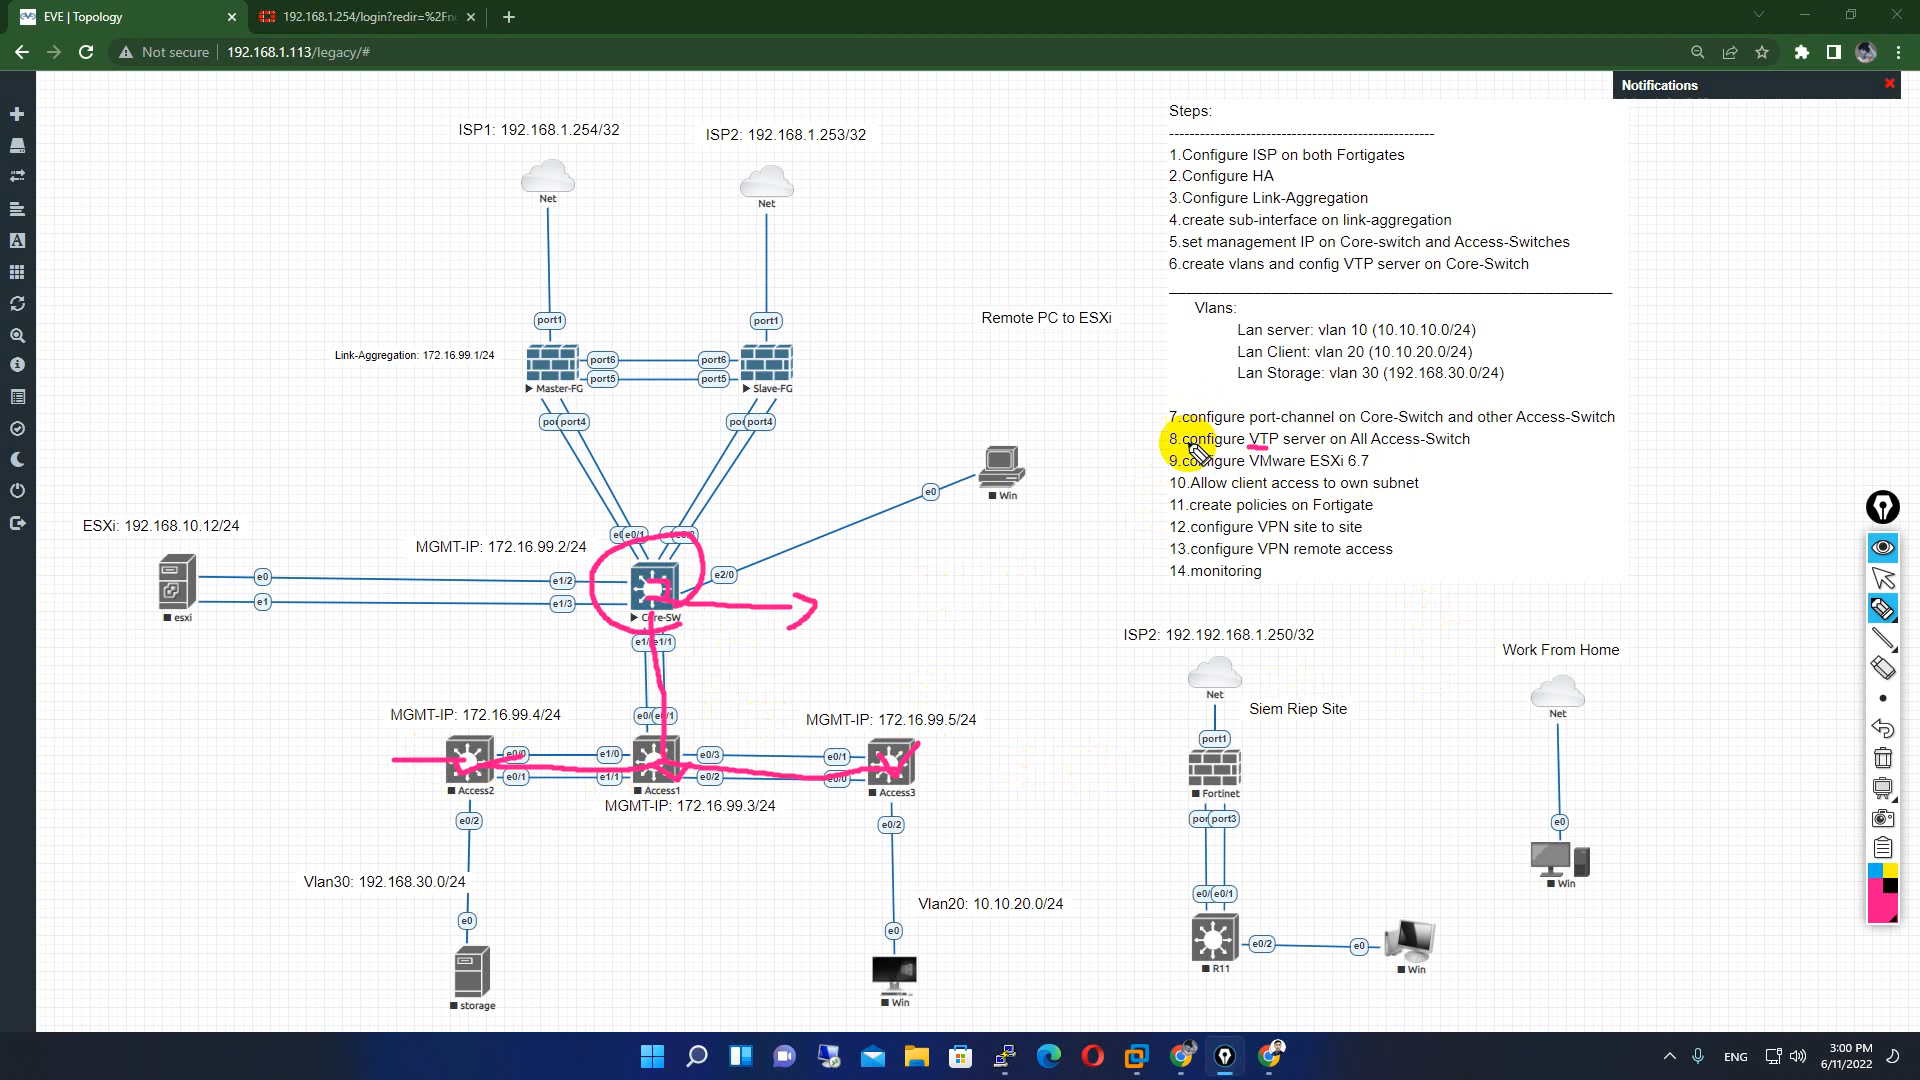 EVE | Topology
192.168.1.254/login?redir=%2Fn
Not secure
192.168.1.113/legacy/#
Notifications
Steps:
1.Configure ISP on both Fortigates
2.Configure HA
3.Configure Link-Aggregation
4.create sub-interface on link-aggregation
5.set management IP on Core-switch and Access-Switches
6.create vlans and config VTP server on Core-Switch
Vlans:
Lan server: vlan 10 (10.10.10.0/24)
Lan Client: vlan 20 (10.10.20.0/24)
Lan Storage: vlan 30 (192.168.30.0/24)
7.configure port-channel on Core-Switch and other Access-Switch
8.configure VTP server on All Access-Switch
9.configure VMware ESXi 6.7
10.Allow client access to own subnet
11.create policies on Fortigate
12.configure VPN site to site
13.configure VPN remote access
14.monitoring
ISP1: 192.168.1.254/32
ISP2: 192.168.1.253/32
Net
Net
port1
port1
Remote PC to ESXi
Link-Aggregation: 172.16.99.1/24
port6
port6
port5
port5
Master-FG
Slave-FG
port4
port4
e0
Win
ESXi: 192.168.10.12/24
MGMT-IP: 172.16.99.2/24
e0/1
e0
e1/2
e2/0
e1
e1/3
esxi
Core-SW
e1/1
MGMT-IP: 172.16.99.4/24
e0/1
MGMT-IP: 172.16.99.5/24
e0/0
e1/0
e0/3
e0/1
e0/1
e1/1
e0/2
e0/0
Access2
Access1
Access3
MGMT-IP: 172.16.99.3/24
e0/2
e0/2
Vlan30: 192.168.30.0/24
Vlan20: 10.10.20.0/24
e0
e0
storage
Win
ISP2: 192.192.168.1.250/32
Net
Siem Riep Site
port1
Fortinet
port3
e0/1
R11
e0/2
e0
Win
Work From Home
Net
e0
Win
ENG
3:00 PM
6/11/2022